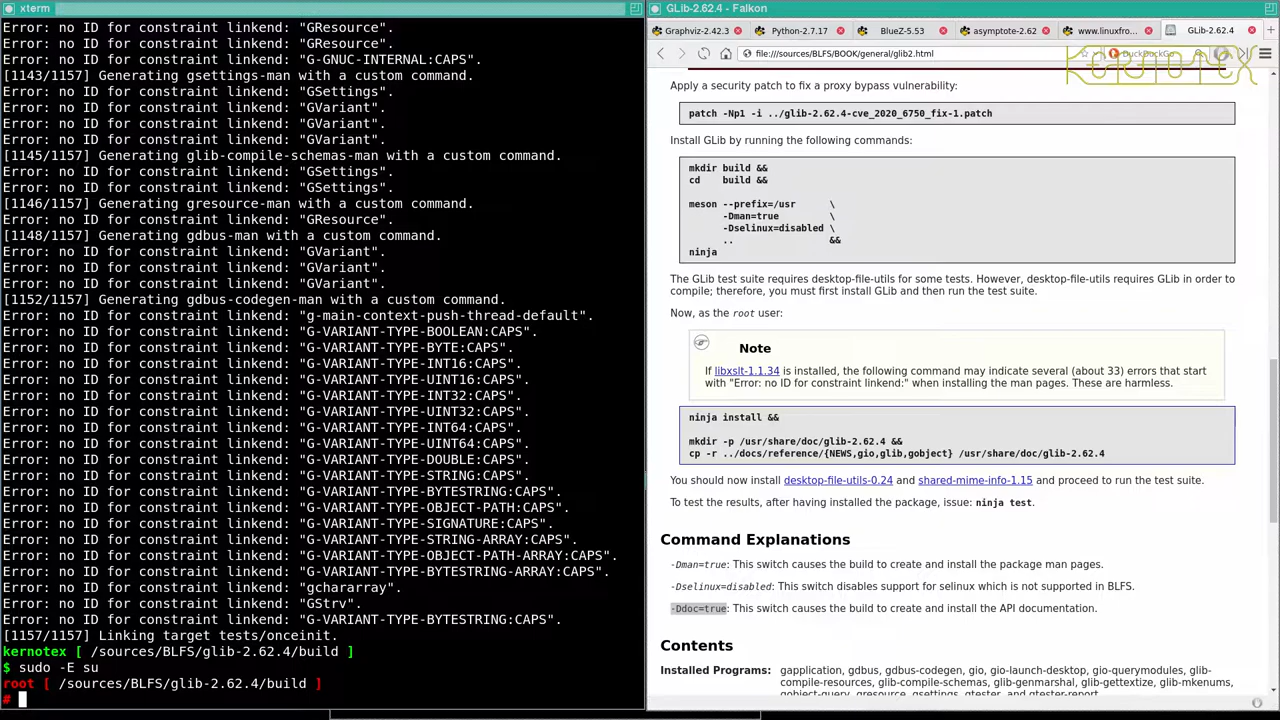 xterm
Error: no ID for constraint linkend: "GResource".
Error: no ID for constraint linkend: "GResource".
Error: no ID for constraint linkend: "G-GNUC-INTERNAL:CAPS".
[1143/1157] Generating gsettings-man with a custom command.
Error: no ID for constraint linkend: "GSettings".
Error: no ID for constraint linkend: "GVariant".
Error: no ID for constraint linkend: "GVariant".
Error: no ID for constraint linkend: "GVariant".
[1145/1157] Generating glib-compile-schemas-man with a custom command.
Error: no ID for constraint linkend: "GSettings".
Error: no ID for constraint linkend: "GSettings".
[1146/1157] Generating gresource-man with a custom command.
Error: no ID for constraint linkend: "GResource".
[1148/1157] Generating gdbus-man with a custom command.
Error: no ID for constraint linkend: "GVariant".
Error: no ID for constraint linkend: "GVariant".
Error: no ID for constraint linkend: "GVariant".
[1152/1157] Generating gdbus-codegen-man with a custom command.
Error: no ID for constraint linkend: "g-main-context-push-thread-default".
Error: no ID for constraint linkend: "G-VARIANT-TYPE-BOOLEAN:CAPS".
Error: no ID for constraint linkend: "G-VARIANT-TYPE-BYTE:CAPS".
Error: no ID for constraint linkend: "G-VARIANT-TYPE-INT16:CAPS".
Error: no ID for constraint linkend: "G-VARIANT-TYPE-UINT16:CAPS".
Error: no ID for constraint linkend: "G-VARIANT-TYPE-INT32:CAPS".
Error: no ID for constraint linkend: "G-VARIANT-TYPE-UINT32:CAPS".
Error: no ID for constraint linkend: "G-VARIANT-TYPE-INT64:CAPS".
Error: no ID for constraint linkend: "G-VARIANT-TYPE-UINT64:CAPS".
Error: no ID for constraint linkend: "G-VARIANT-TYPE-DOUBLE:CAPS".
Error: no ID for constraint linkend: "G-VARIANT-TYPE-STRING:CAPS".
Error: no ID for constraint linkend: "G-VARIANT-TYPE-BYTESTRING:CAPS".
Error: no ID for constraint linkend: "G-VARIANT-TYPE-OBJECT-PATH:CAPS".
Error: no ID for constraint linkend: "G-VARIANT-TYPE-SIGNATURE:CAPS".
Error: no ID for constraint linkend: "G-VARIANT-TYPE-STRING-ARRAY:CAPS".
Error: no ID for constraint linkend: "G-VARIANT-TYPE-OBJECT-PATH-ARRAY:CAPS".
Error: no ID for constraint linkend: "G-VARIANT-TYPE-BYTESTRING-ARRAY:CAPS".
Error: no ID for constraint linkend: "gchararray".
Error: no ID for constraint linkend: "GStrv".
Error: no ID for constraint linkend: "G-VARIANT-TYPE-BYTESTRING:CAPS".
[1157/1157] Linking target tests/onceinit.
kernotex [ /sources/BLFS/glib-2.62.4/build ]
$ sudo -E su
root [ /sources/BLFS/glib-2.62.4/build ]
#
GLib-2.62.4 - Falkon
Graphviz-2.42.3 Python-2.7.17 BlueZ-5.53 asymptote-2.62 www.linuxfro GLib-2.62.4
file:///sources/BLFS/BOOK/general/glib2.html DuckDuckGo
KERNOTEX
Apply a security patch to fix a proxy bypass vulnerability:
patch -Np1 -i ../glib-2.62.4-cve_2020_6750_fix-1.patch
Install GLib by running the following commands:
mkdir build &&
cd build &&
meson --prefix=/usr \
-Dman=true \
-Dselinux=disabled \
.. &&
ninja
The GLib test suite requires desktop-file-utils for some tests. However, desktop-file-utils requires GLib in order to
compile; therefore, you must first install GLib and then run the test suite.
Now, as the root user:
Note
If libxslt-1.1.34 is installed, the following command may indicate several (about 33) errors that start
with "Error: no ID for constraint linkend:" when installing the man pages. These are harmless.
ninja install &&
mkdir -p /usr/share/doc/glib-2.62.4 &&
cp -r ../docs/reference/{NEWS,gio,glib,gobject} /usr/share/doc/glib-2.62.4
You should now install desktop-file-utils-0.24 and shared-mime-info-1.15 and proceed to run the test suite.
To test the results, after having installed the package, issue: ninja test.
Command Explanations
-Dman=true: This switch causes the build to create and install the package man pages.
-Dselinux=disabled: This switch disables support for selinux which is not supported in BLFS.
-Ddoc=true: This switch causes the build to create and install the API documentation.
Contents
Installed Programs: gapplication, gdbus, gdbus-codegen, gio, gio-launch-desktop, gio-querymodules, glib-
compile-resources, glib-compile-schemas, glib-genmarshal, glib-gettextize, glib-mkenums,
gobject-query, gresource, gsettings, gtester, and gtester-report